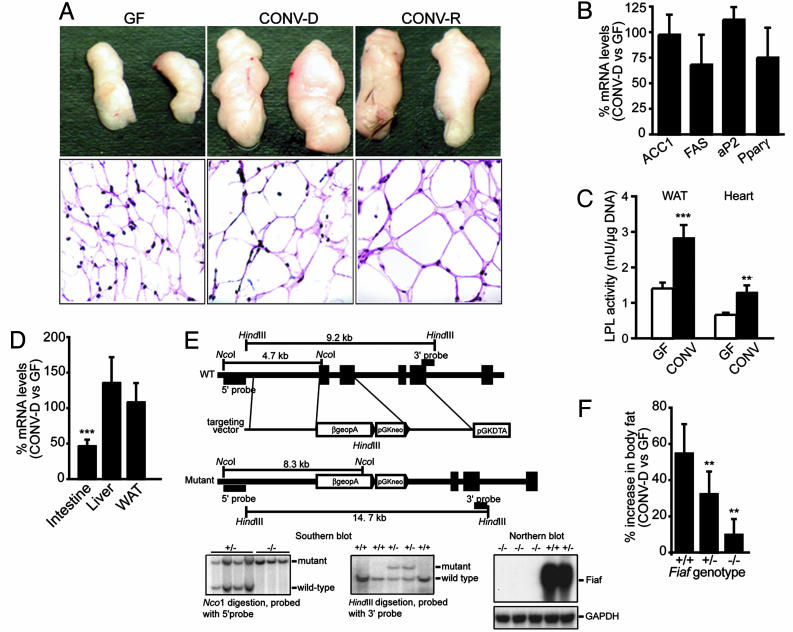 A
GF
CONV-D
CONV-R
B
% mRNA levels
(CONV-D vs GF)
125
100
75
50
25
0
ACC1
FAS
aP2
Pparγ
C
LPL activity (mU/µg DNA)
WAT
Heart
4
3
2
1
0
***
**
GF
CONV
GF
CONV
D
% mRNA levels
(CONV-D vs GF)
200
150
100
50
0
***
Intestine
Liver
WAT
E
HindIII
9.2 kb
HindIII
NcoI
4.7 kb
NcoI
3' probe
WT
5' probe
targeting
vector
βgeopA
pGKneo
pGKDTA
HindIII
NcoI
8.3 kb
NcoI
Mutant
βgeopA
pGKneo
5' probe
3' probe
HindIII
14.7 kb
HindIII
Southern blot
Northern blot
+/-
-/-
mutant
wild-type
Nco1 digestion, probed
with 5'probe
+/+
+/+
+/-
+/-
+/+
mutant
wild type
HindIII digsetion, probed
with 3' probe
-/-
-/-
-/-
+/+
+/-
Fiaf
GAPDH
F
% increase in body fat
(CONV-D vs GF)
80
60
40
20
0
**
**
+/+
+/-
-/-
Fiaf genotype